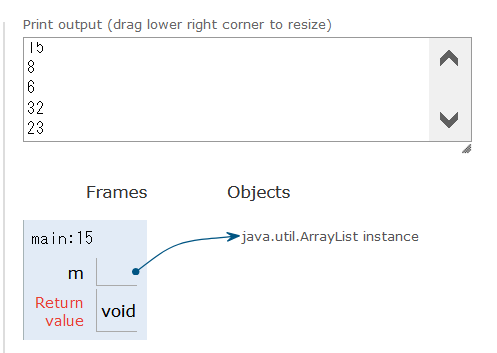 Print output (drag lower right corner to resize)
15
8
6
32
23
Frames
Objects
main:15
java.util.ArrayList instance
m
Return
value
void